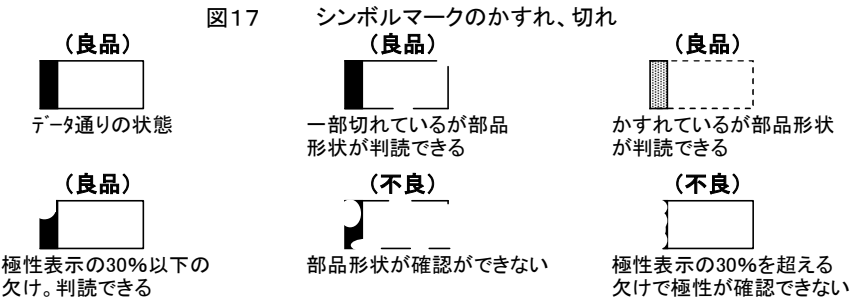 図17 シンボルマークのかすれ、切れ
（良品） （良品） （良品）
ﾃﾞｰﾀ通りの状態
一部切れているが部品
形状が判読できる
かすれているが部品形状
が判読できる
（良品） （不良） （不良）
極性表示の30%以下の
欠け。判読できる
部品形状が確認ができない
極性表示の30%を超える
欠けで極性が確認できない